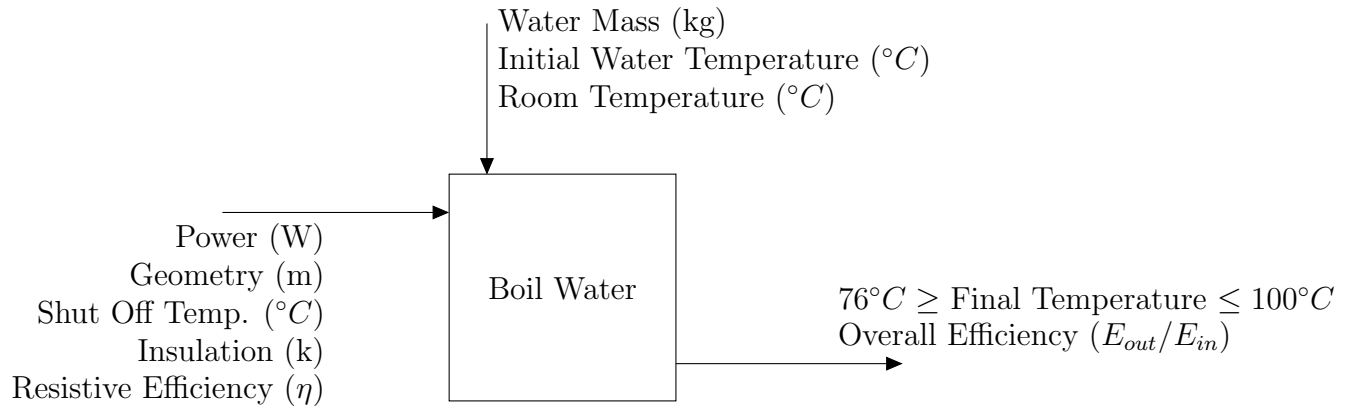 Water Mass (kg)
Initial Water Temperature (°C)
Room Temperature (°C)
Power (W)
Geometry (m)
Shut Off Temp. (°C)
Insulation (k)
Resistive Efficiency (η)
Boil Water
76°C ≥ Final Temperature ≤ 100°C
Overall Efficiency (E_out/E_in)